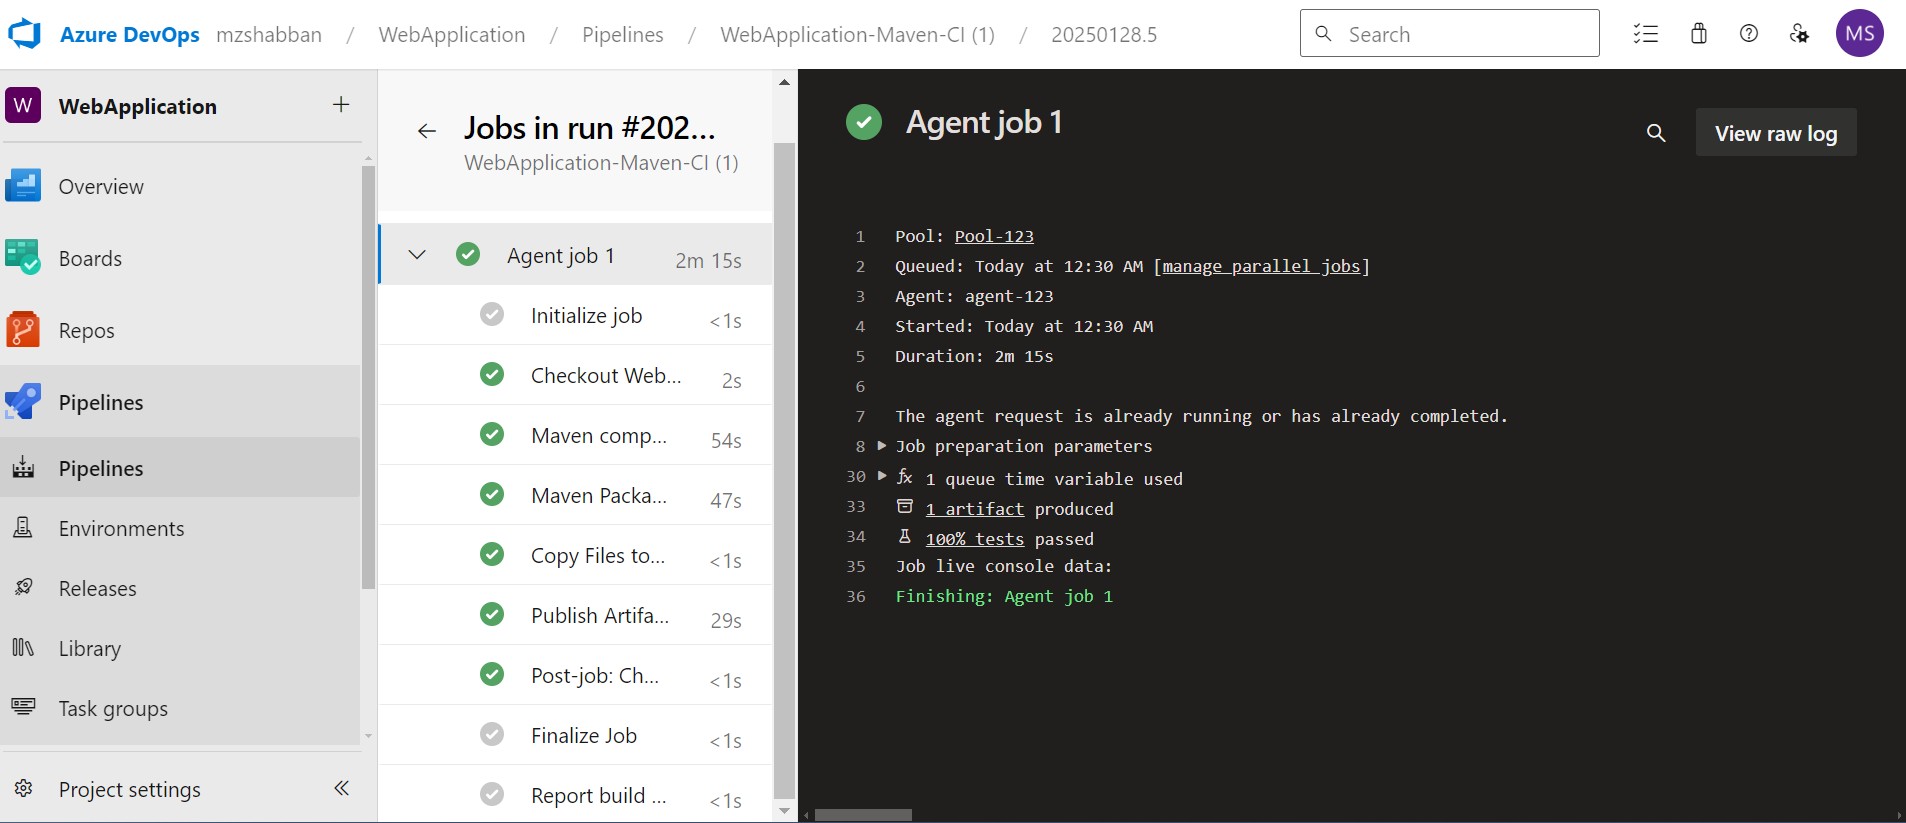 Azure DevOps mzshabban / WebApplication / Pipelines / WebApplication-Maven-CI (1) / 20250128.5
Search
MS
W WebApplication +
Overview
Boards
Repos
Pipelines
Pipelines
Environments
Releases
Library
Task groups
Project settings
Jobs in run #202...
WebApplication-Maven-CI (1)
Agent job 1 2m 15s
Initialize job <1s
Checkout Web... 2s
Maven comp... 54s
Maven Packa... 47s
Copy Files to... <1s
Publish Artifa... 29s
Post-job: Ch... <1s
Finalize Job <1s
Report build ... <1s
Agent job 1
View raw log
1 Pool: Pool-123
2 Queued: Today at 12:30 AM [manage parallel jobs]
3 Agent: agent-123
4 Started: Today at 12:30 AM
5 Duration: 2m 15s
6
7 The agent request is already running or has already completed.
8 Job preparation parameters
30 fx 1 queue time variable used
33 1 artifact produced
34 100% tests passed
35 Job live console data:
36 Finishing: Agent job 1